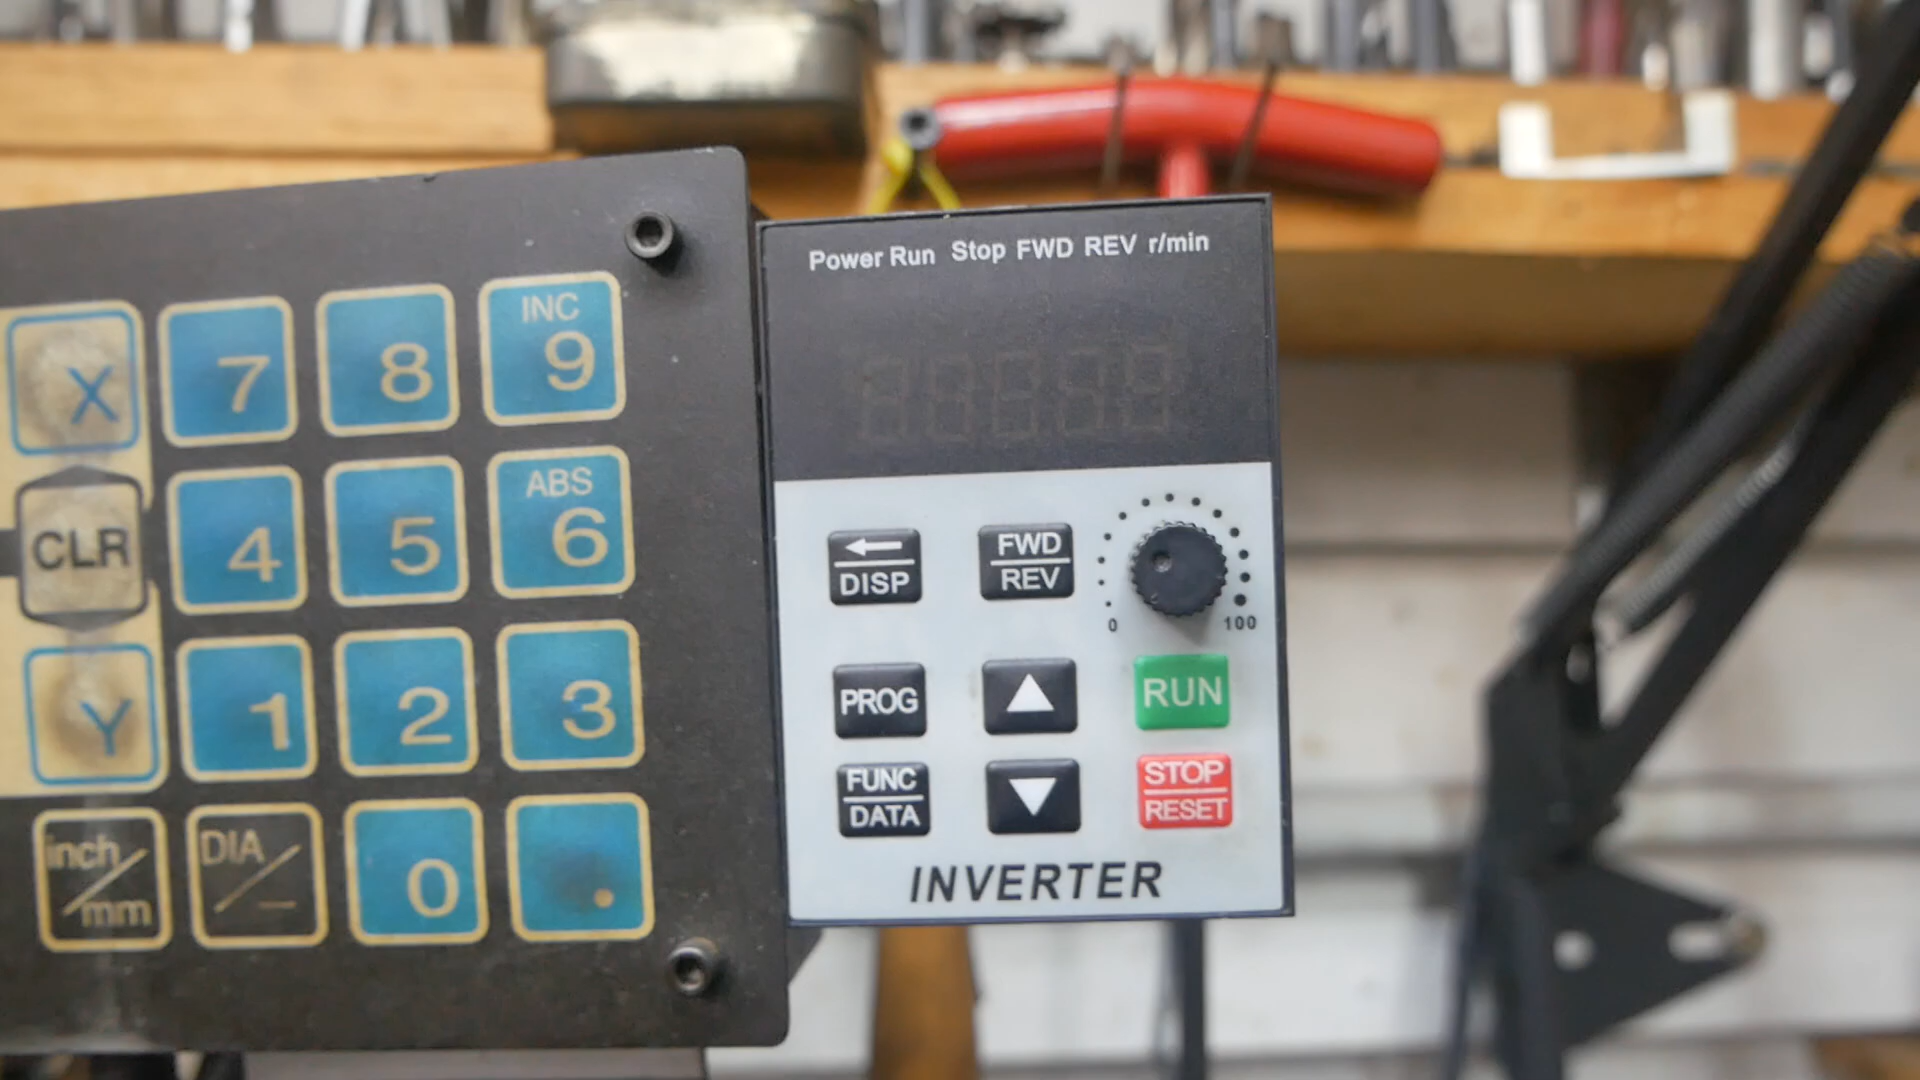 X 7 8 INC 9
CLR 4 5 ABS 6
Y 1 2 3
inch/mm DIA/- 0 .
Power Run Stop FWD REV r/min
← DISP
FWD REV
0 100
PROG
▲
RUN
FUNC DATA
▼
STOP RESET
INVERTER